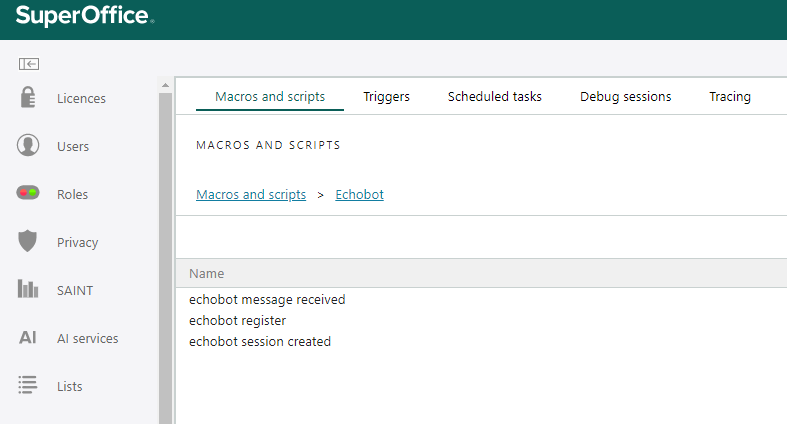 SuperOffice®
Licences
Users
Roles
Privacy
SAINT
AI AI services
Lists
Macros and scripts Triggers Scheduled tasks Debug sessions Tracing
MACROS AND SCRIPTS
Macros and scripts > Echobot
Name
echobot message received
echobot register
echobot session created